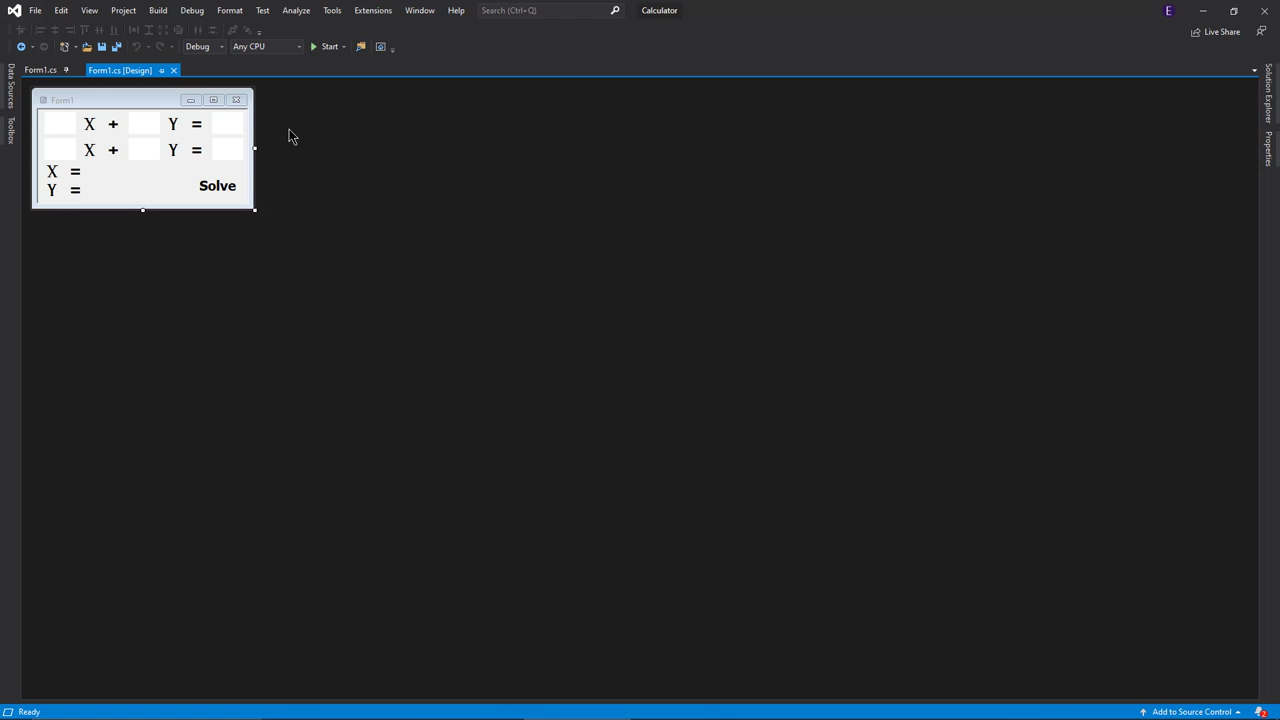 File Edit View Project Build Debug Format Test Analyze Tools Extensions Window Help Search (Ctrl+Q) Calculator E
Live Share
Debug Any CPU Start
Form1.cs Form1.cs [Design]
Data Sources
Toolbox
Solution Explorer
Properties
Form1
X + Y =
X + Y =
X =
Y =
Solve
Ready Add to Source Control 2